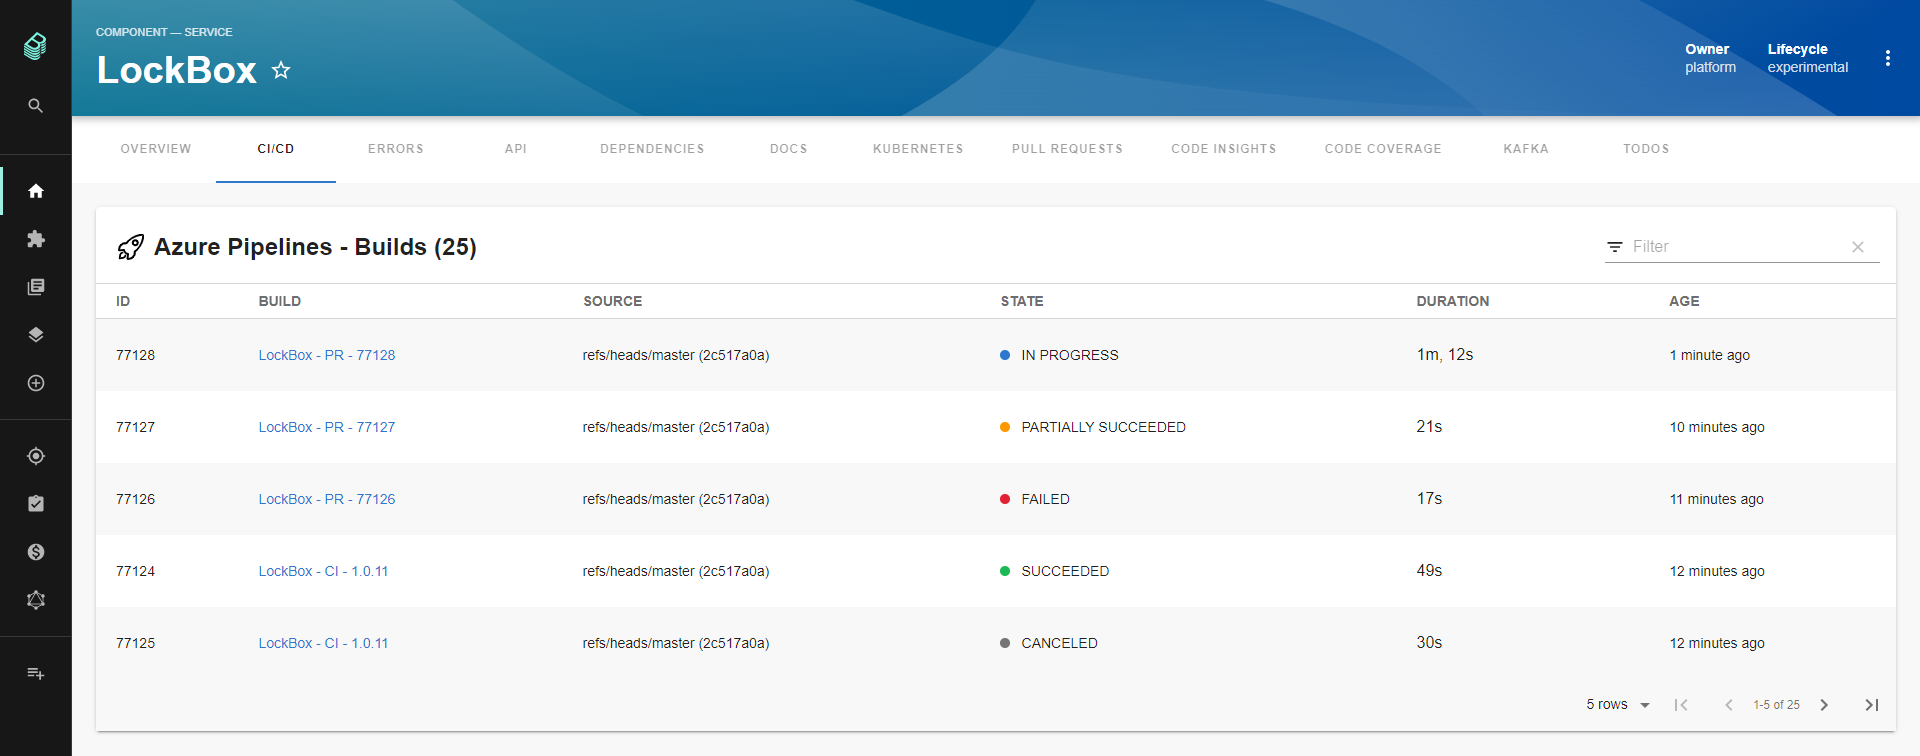 COMPONENT — SERVICE
LockBox
Owner
platform
Lifecycle
experimental
OVERVIEW CI/CD ERRORS API DEPENDENCIES DOCS KUBERNETES PULL REQUESTS CODE INSIGHTS CODE COVERAGE KAFKA TODOS
Azure Pipelines - Builds (25)
Filter
ID BUILD SOURCE STATE DURATION AGE
77128 LockBox - PR - 77128 refs/heads/master (2c517a0a) IN PROGRESS 1m, 12s 1 minute ago
77127 LockBox - PR - 77127 refs/heads/master (2c517a0a) PARTIALLY SUCCEEDED 21s 10 minutes ago
77126 LockBox - PR - 77126 refs/heads/master (2c517a0a) FAILED 17s 11 minutes ago
77124 LockBox - CI - 1.0.11 refs/heads/master (2c517a0a) SUCCEEDED 49s 12 minutes ago
77125 LockBox - CI - 1.0.11 refs/heads/master (2c517a0a) CANCELED 30s 12 minutes ago
5 rows 1-5 of 25